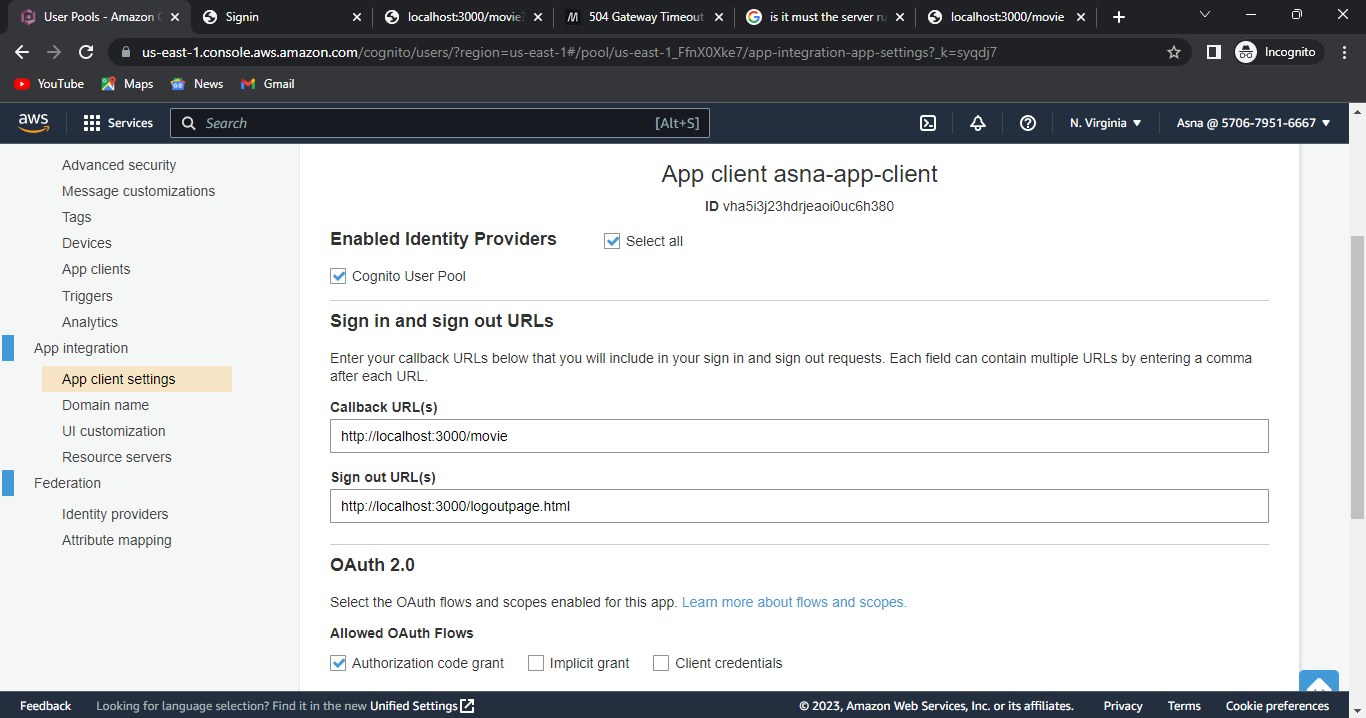 User Pools - Amazon C
Signin
localhost:3000/movie?
504 Gateway Timeout
is it must the server ru
localhost:3000/movie
us-east-1.console.aws.amazon.com/cognito/users/?region=us-east-1#/pool/us-east-1_FfnX0Xke7/app-integration-app-settings?_k=syqdj7
Incognito
YouTube
Maps
News
Gmail
aws
Services
Search
[Alt+S]
N. Virginia
Asna @ 5706-7951-6667
Advanced security
Message customizations
Tags
Devices
App clients
Triggers
Analytics
App integration
App client settings
Domain name
UI customization
Resource servers
Federation
Identity providers
Attribute mapping
App client asna-app-client
ID vha5i3j23hdrjeaoi0uc6h380
Enabled Identity Providers
Select all
Cognito User Pool
Sign in and sign out URLs
Enter your callback URLs below that you will include in your sign in and sign out requests. Each field can contain multiple URLs by entering a comma
after each URL.
Callback URL(s)
http://localhost:3000/movie
Sign out URL(s)
http://localhost:3000/logoutpage.html
OAuth 2.0
Select the OAuth flows and scopes enabled for this app. Learn more about flows and scopes.
Allowed OAuth Flows
Authorization code grant
Implicit grant
Client credentials
Feedback
Looking for language selection? Find it in the new Unified Settings
© 2023, Amazon Web Services, Inc. or its affiliates.
Privacy
Terms
Cookie preferences